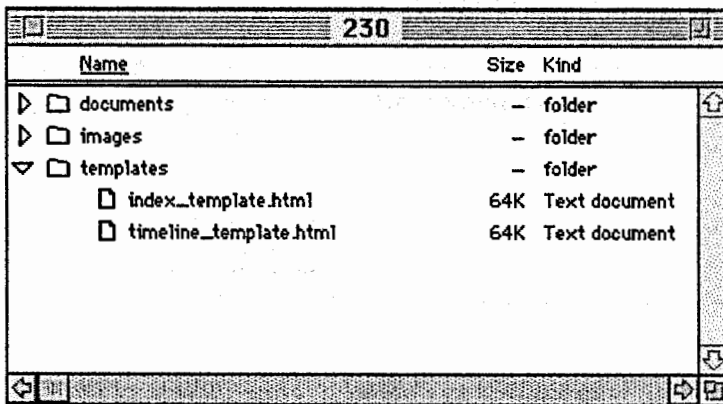 230
Name Size Kind
documents – folder
images – folder
templates – folder
index_template.html 64K Text document
timeline_template.html 64K Text document